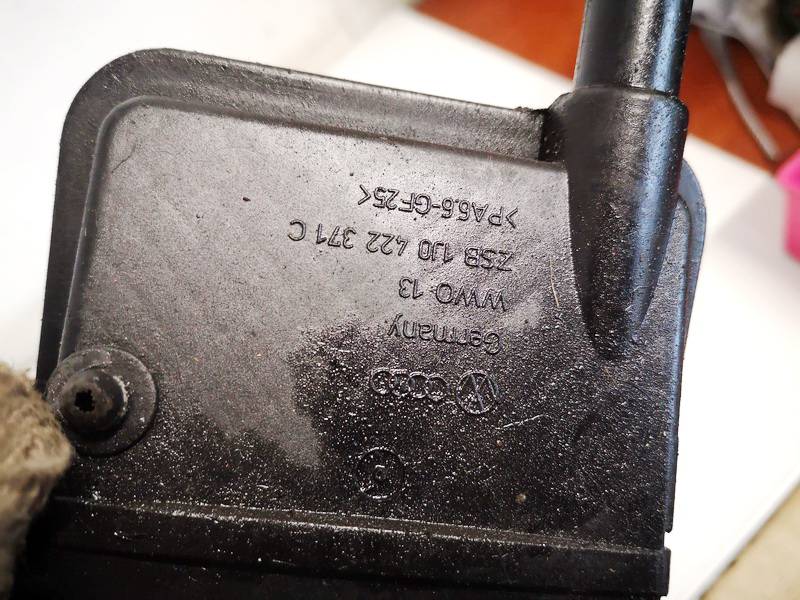 >PA6.6-GF25<
ZSB 1J0 422 371 C
WWO 13
Germany